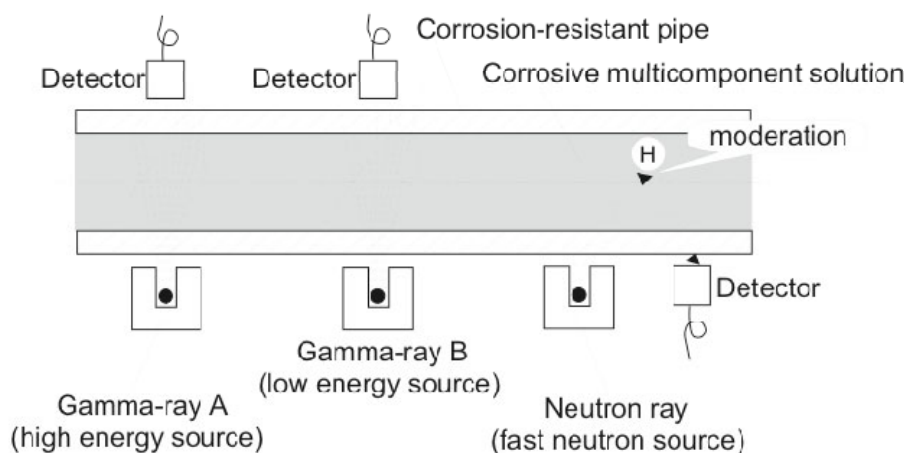 Corrosion-resistant pipe
Detector
Detector
Corrosive multicomponent solution
moderation
H
Detector
Gamma-ray B
(low energy source)
Gamma-ray A
(high energy source)
Neutron ray
(fast neutron source)